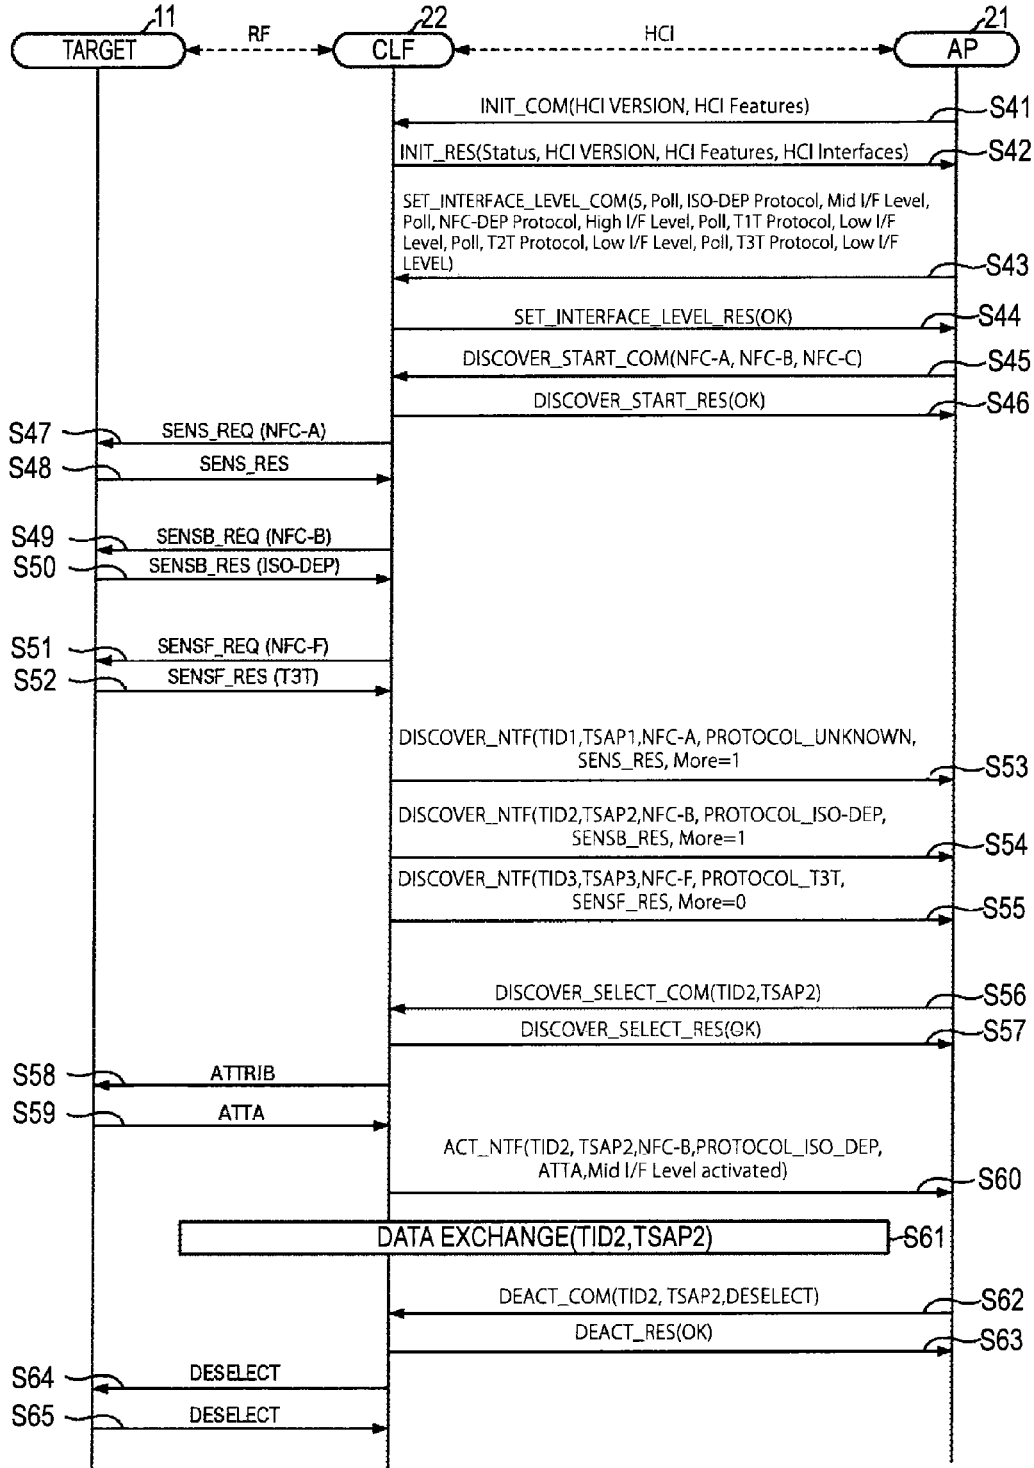 11
22
21
TARGET
RF
CLF
HCI
AP
INIT_COM(HCI VERSION, HCI Features)
S41
INIT_RES(Status, HCI VERSION, HCI Features, HCI Interfaces)
S42
SET_INTERFACE_LEVEL_COM(5, Poll, ISO-DEP Protocol, Mid I/F Level,
Poll, NFC-DEP Protocol, High I/F Level, Poll, T1T Protocol, Low I/F
Level, Poll, T2T Protocol, Low I/F Level, Poll, T3T Protocol, Low I/F
LEVEL)
S43
SET_INTERFACE_LEVEL_RES(OK)
S44
DISCOVER_START_COM(NFC-A, NFC-B, NFC-C)
S45
DISCOVER_START_RES(OK)
S46
S47
SENS_REQ (NFC-A)
S48
SENS_RES
S49
SENSB_REQ (NFC-B)
S50
SENSB_RES (ISO-DEP)
S51
SENSF_REQ (NFC-F)
S52
SENSF_RES (T3T)
DISCOVER_NTF(TID1,TSAP1,NFC-A, PROTOCOL_UNKNOWN,
SENS_RES, More=1
S53
DISCOVER_NTF(TID2,TSAP2,NFC-B, PROTOCOL_ISO-DEP,
SENSB_RES, More=1
S54
DISCOVER_NTF(TID3,TSAP3,NFC-F, PROTOCOL_T3T,
SENSF_RES, More=0
S55
DISCOVER_SELECT_COM(TID2,TSAP2)
S56
DISCOVER_SELECT_RES(OK)
S57
S58
ATTRIB
S59
ATTA
ACT_NTF(TID2, TSAP2,NFC-B,PROTOCOL_ISO_DEP,
ATTA,Mid I/F Level activated)
S60
DATA EXCHANGE(TID2,TSAP2)
S61
DEACT_COM(TID2, TSAP2,DESELECT)
S62
DEACT_RES(OK)
S63
S64
DESELECT
S65
DESELECT